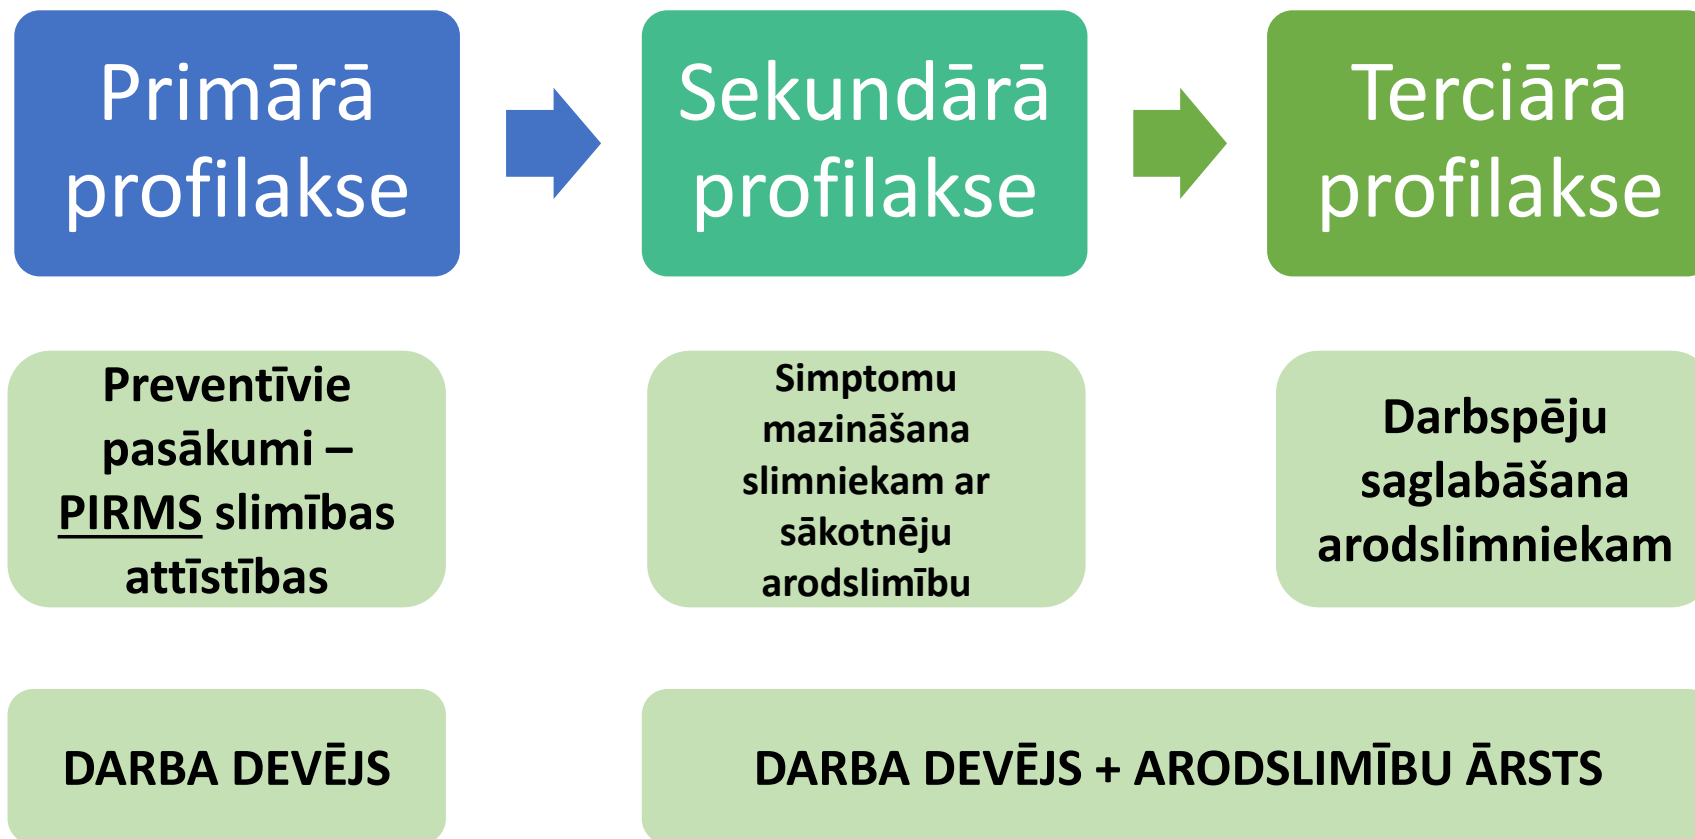 Primārā
profilakse
Sekundārā
profilakse
Terciārā
profilakse
Preventīvie
pasākumi –
PIRMS slimības
attīstības
Simptomu
mazināšana
slimniekam ar
sākotnēju
arodslimību
Darbspēju
saglabāšana
arodslimniekam
DARBA DEVĒJS
DARBA DEVĒJS + ARODSLIMĪBU ĀRSTS